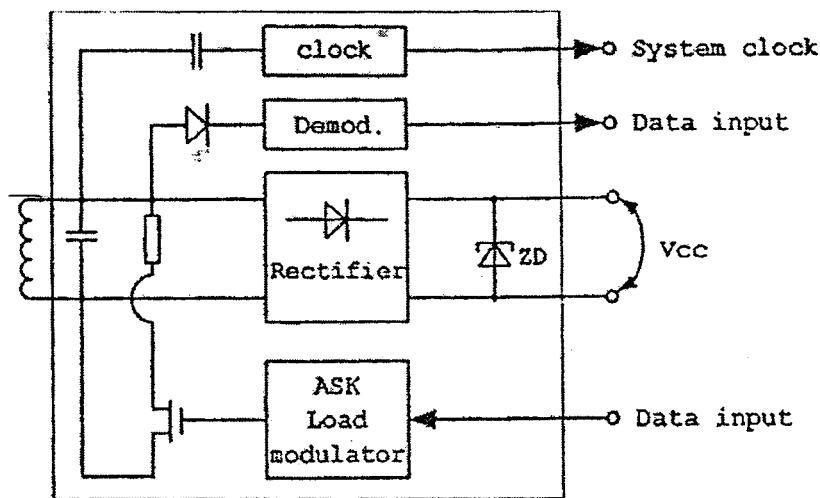 clock
System clock
Demod.
Data input
Rectifier
ZD
Vcc
ASK
Load
modulator
Data input